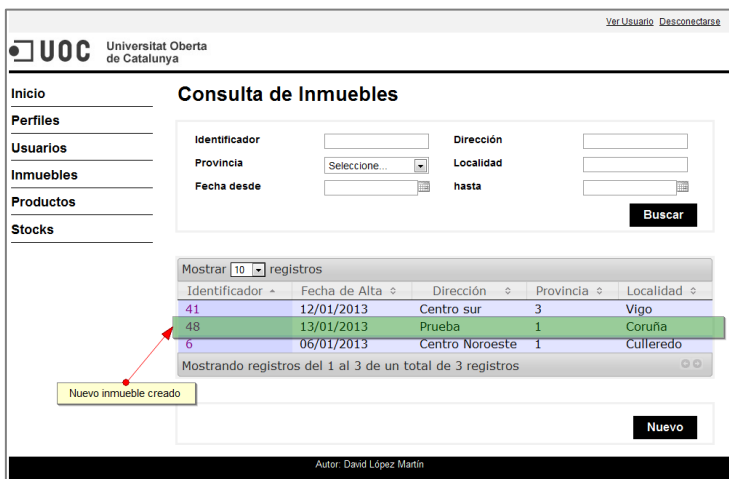 Ver Usuario Desconectarse
UOC Universitat Oberta
de Catalunya
Inicio
Perfiles
Usuarios
Inmuebles
Productos
Stocks
Consulta de Inmuebles
Identificador Dirección
Provincia Seleccione... Localidad
Fecha desde hasta
Buscar
Mostrar 10 registros
Identificador Fecha de Alta Dirección Provincia Localidad
41 12/01/2013 Centro sur 3 Vigo
48 13/01/2013 Prueba 1 Coruña
6 06/01/2013 Centro Noroeste 1 Culleredo
Mostrando registros del 1 al 3 de un total de 3 registros
Nuevo inmueble creado
Nuevo
Autor: David López Martín